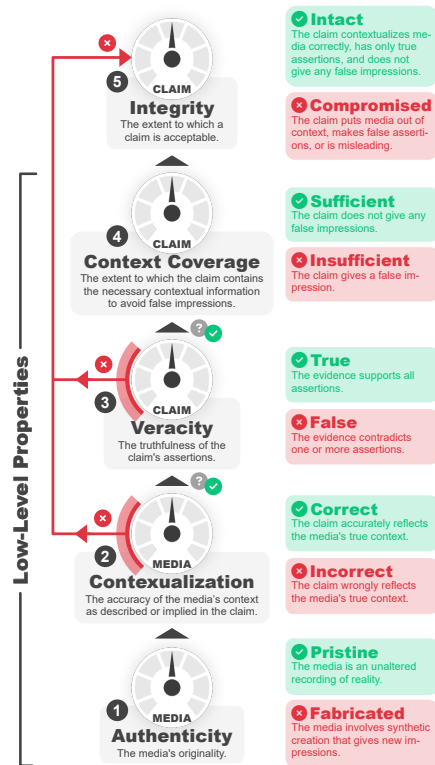 CLAIM
5
Integrity
The extent to which a
claim is acceptable.
Intact
The claim contextualizes me-
dia correctly, has only true
assertions, and does not
give any false impressions.
Compromised
The claim puts media out of
context, makes false asserti-
ons, or is misleading.
CLAIM
4
Context Coverage
The extent to which the claim contains
the necessary contextual information
to avoid false impressions.
Sufficient
The claim does not give any
false impressions.
Insufficient
The claim gives a false im-
pression.
?
CLAIM
3
Veracity
The truthfulness of the
claim's assertions.
True
The evidence supports all
assertions.
False
The evidence contradicts
one or more assertions.
?
MEDIA
2
Contexualization
The accuracy of the media's context
as described or implied in the claim.
Correct
The claim accurately reflects
the media's true context.
Incorrect
The claim wrongly reflects
the media's true context.
MEDIA
1
Authenticity
The media's originality.
Pristine
The media is an unaltered
recording of reality.
Fabricated
The media involves synthetic
creation that gives new im-
pressions.
Low-Level Properties